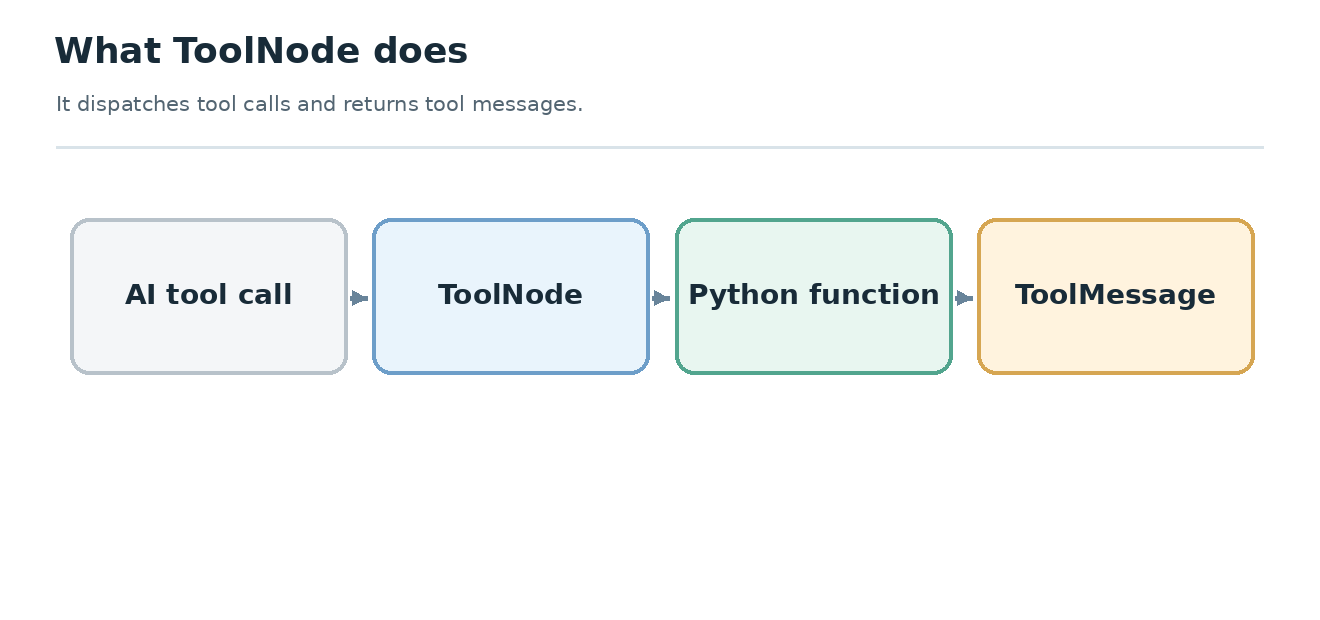 What ToolNode does
It dispatches tool calls and returns tool messages.
AI tool call
ToolNode
Python function
ToolMessage